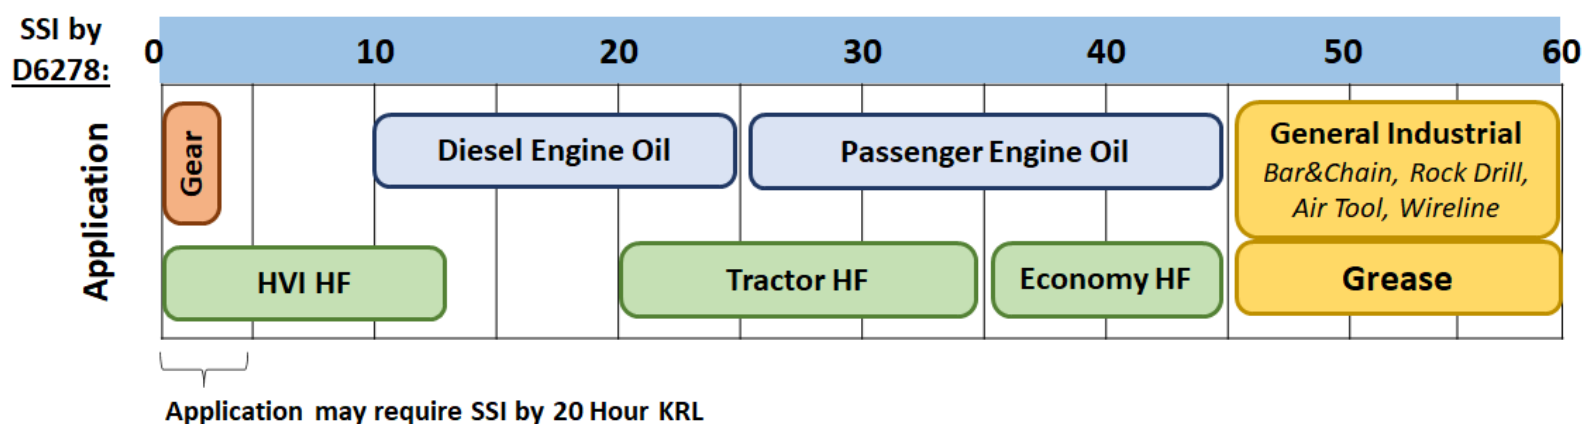 SSI by
D6278:
0 10 20 30 40 50 60
Application
Gear
Diesel Engine Oil
Passenger Engine Oil
General Industrial
Bar&Chain, Rock Drill,
Air Tool, Wireline
HVI HF
Tractor HF
Economy HF
Grease
Application may require SSI by 20 Hour KRL